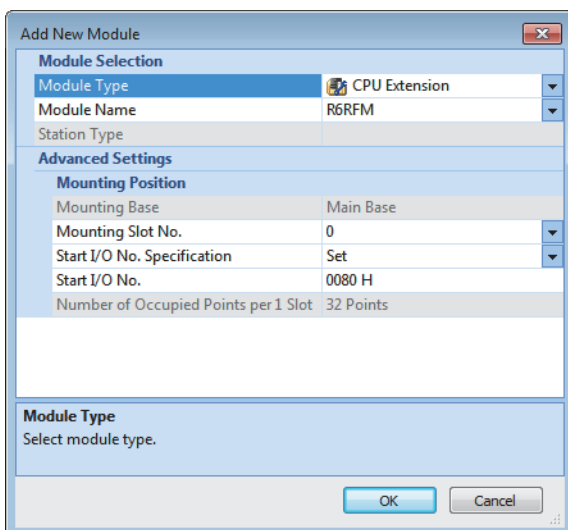 Add New Module
Module Selection
Module Type CPU Extension
Module Name R6RFM
Station Type
Advanced Settings
Mounting Position
Mounting Base Main Base
Mounting Slot No. 0
Start I/O No. Specification Set
Start I/O No. 0080 H
Number of Occupied Points per 1 Slot 32 Points
Module Type
Select module type.
OK Cancel